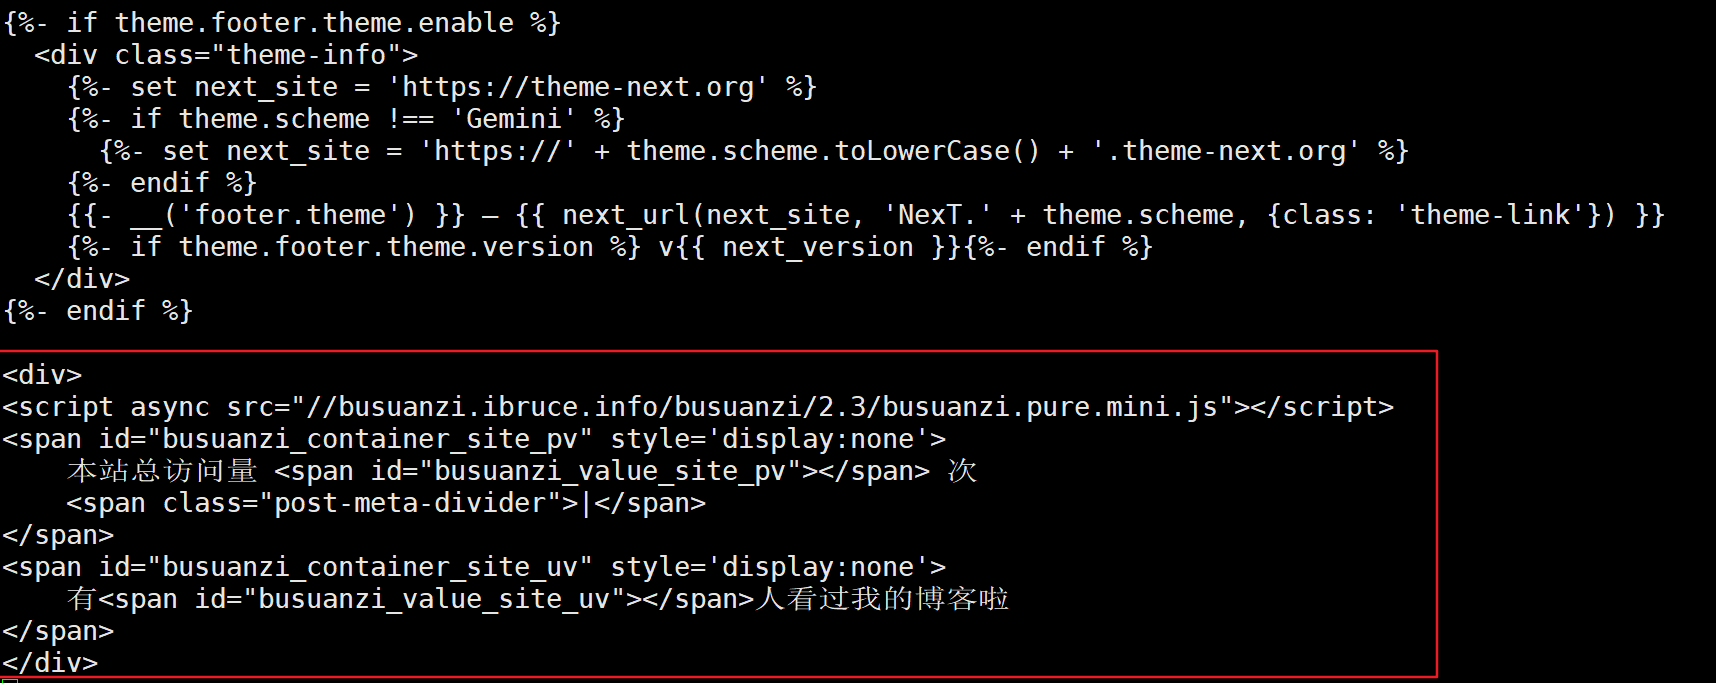 {%- if theme.footer.theme.enable %}
  <div class="theme-info">
    {%- set next_site = 'https://theme-next.org' %}
    {%- if theme.scheme !== 'Gemini' %}
      {%- set next_site = 'https://' + theme.scheme.toLowerCase() + '.theme-next.org' %}
    {%- endif %}
    {{- __('footer.theme') }} – {{ next_url(next_site, 'NexT.' + theme.scheme, {class: 'theme-link'}) }}
    {%- if theme.footer.theme.version %} v{{ next_version }}{%- endif %}
  </div>
{%- endif %}

<div>
<script async src="//busuanzi.ibruce.info/busuanzi/2.3/busuanzi.pure.mini.js"></script>
<span id="busuanzi_container_site_pv" style='display:none'>
    本站总访问量 <span id="busuanzi_value_site_pv"></span> 次
    <span class="post-meta-divider">|</span>
</span>
<span id="busuanzi_container_site_uv" style='display:none'>
    有<span id="busuanzi_value_site_uv"></span>人看过我的博客啦
</span>
</div>